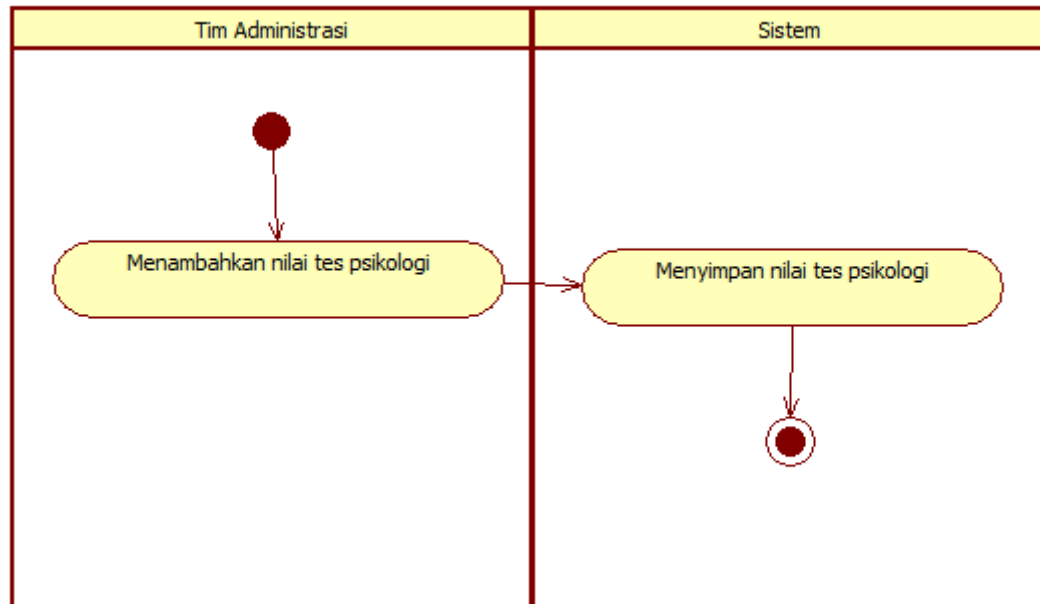 Tim Administrasi
Sistem
Menambahkan nilai tes psikologi
Menyimpan nilai tes psikologi